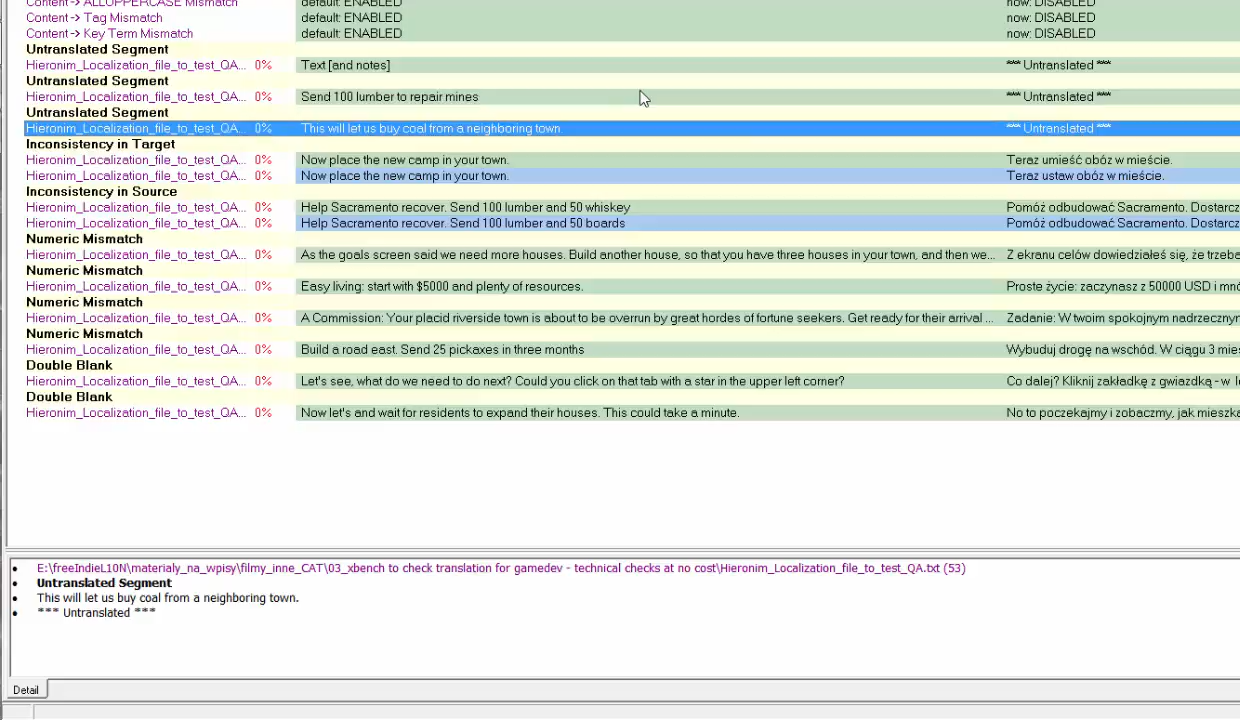 Content-> ALLUPPERCASE Mismatch default: ENABLED now: DISABLED
Content-> Tag Mismatch default: ENABLED now: DISABLED
Content-> Key Term Mismatch default: ENABLED now: DISABLED
Untranslated Segment
Hieronim_Localization_file_to_test_QA... 0% Text [and notes] *** Untranslated ***
Untranslated Segment
Hieronim_Localization_file_to_test_QA... 0% Send 100 lumber to repair mines *** Untranslated ***
Untranslated Segment
Hieronim_Localization_file_to_test_QA... 0% This will let us buy coal from a neighboring town. *** Untranslated ***
Inconsistency in Target
Hieronim_Localization_file_to_test_QA... 0% Now place the new camp in your town. Teraz umieść obóz w mieście.
Hieronim_Localization_file_to_test_QA... 0% Now place the new camp in your town. Teraz ustaw obóz w mieście.
Inconsistency in Source
Hieronim_Localization_file_to_test_QA... 0% Help Sacramento recover. Send 100 lumber and 50 whiskey Pomóż odbudować Sacramento. Dostarcz
Hieronim_Localization_file_to_test_QA... 0% Help Sacramento recover. Send 100 lumber and 50 boards Pomóż odbudować Sacramento. Dostarcz
Numeric Mismatch
Hieronim_Localization_file_to_test_QA... 0% As the goals screen said we need more houses. Build another house, so that you have three houses in your town, and then we... Z ekranu celów dowiedziałeś się, że trzeba
Numeric Mismatch
Hieronim_Localization_file_to_test_QA... 0% Easy living: start with $5000 and plenty of resources. Proste życie: zaczynasz z 50000 USD i mnó
Numeric Mismatch
Hieronim_Localization_file_to_test_QA... 0% A Commission: Your placid riverside town is about to be overrun by great hordes of fortune seekers. Get ready for their arrival ... Zadanie: W twoim spokojnym nadrzecznym
Numeric Mismatch
Hieronim_Localization_file_to_test_QA... 0% Build a road east. Send 25 pickaxes in three months Wybuduj drogę na wschód. W ciągu 3 mies
Double Blank
Hieronim_Localization_file_to_test_QA... 0% Let's see, what do we need to do next? Could you click on that tab with a star in the upper left corner? Co dalej? Kliknij zakładkę z gwiazdką - w le
Double Blank
Hieronim_Localization_file_to_test_QA... 0% Now let's and wait for residents to expand their houses. This could take a minute. No to poczekajmy i zobaczmy, jak mieszka
• E:\freeIndieL10N\materialy_na_wpisy\filmy_inne_CAT\03_xbench to check translation for gamedev - technical checks at no cost\Hieronim_Localization_file_to_test_QA.txt (53)
• Untranslated Segment
• This will let us buy coal from a neighboring town.
• *** Untranslated ***
Detail